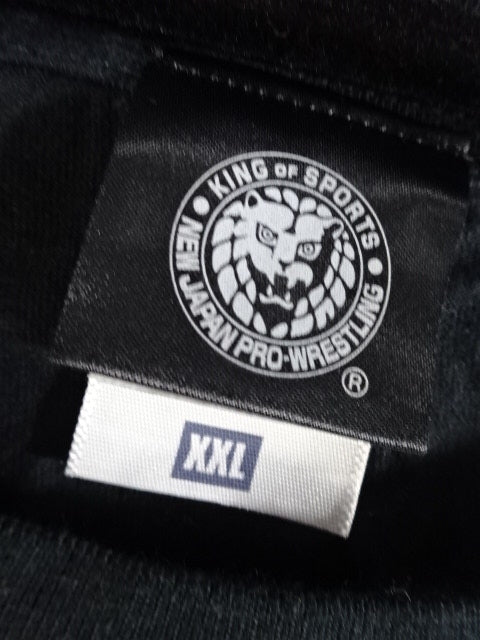 KING OF SPORTS
NEW JAPAN PRO-WRESTLING
®
XXL